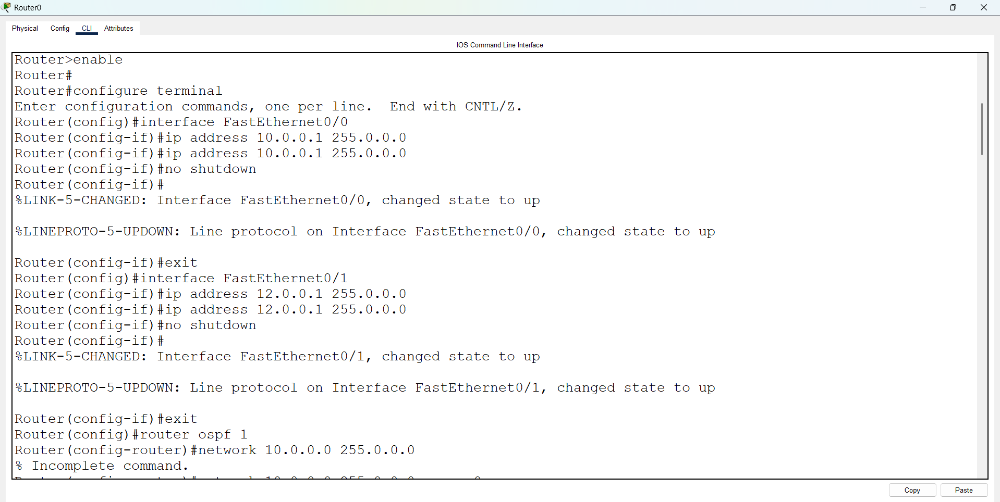 Router0
Physical Config CLI Attributes
IOS Command Line Interface
Router>enable
Router#
Router#configure terminal
Enter configuration commands, one per line.  End with CNTL/Z.
Router(config)#interface FastEthernet0/0
Router(config-if)#ip address 10.0.0.1 255.0.0.0
Router(config-if)#ip address 10.0.0.1 255.0.0.0
Router(config-if)#no shutdown
Router(config-if)#
%LINK-5-CHANGED: Interface FastEthernet0/0, changed state to up
%LINEPROTO-5-UPDOWN: Line protocol on Interface FastEthernet0/0, changed state to up
Router(config-if)#exit
Router(config)#interface FastEthernet0/1
Router(config-if)#ip address 12.0.0.1 255.0.0.0
Router(config-if)#ip address 12.0.0.1 255.0.0.0
Router(config-if)#no shutdown
Router(config-if)#
%LINK-5-CHANGED: Interface FastEthernet0/1, changed state to up
%LINEPROTO-5-UPDOWN: Line protocol on Interface FastEthernet0/1, changed state to up
Router(config-if)#exit
Router(config)#router ospf 1
Router(config-router)#network 10.0.0.0 255.0.0.0
% Incomplete command.
Copy Paste